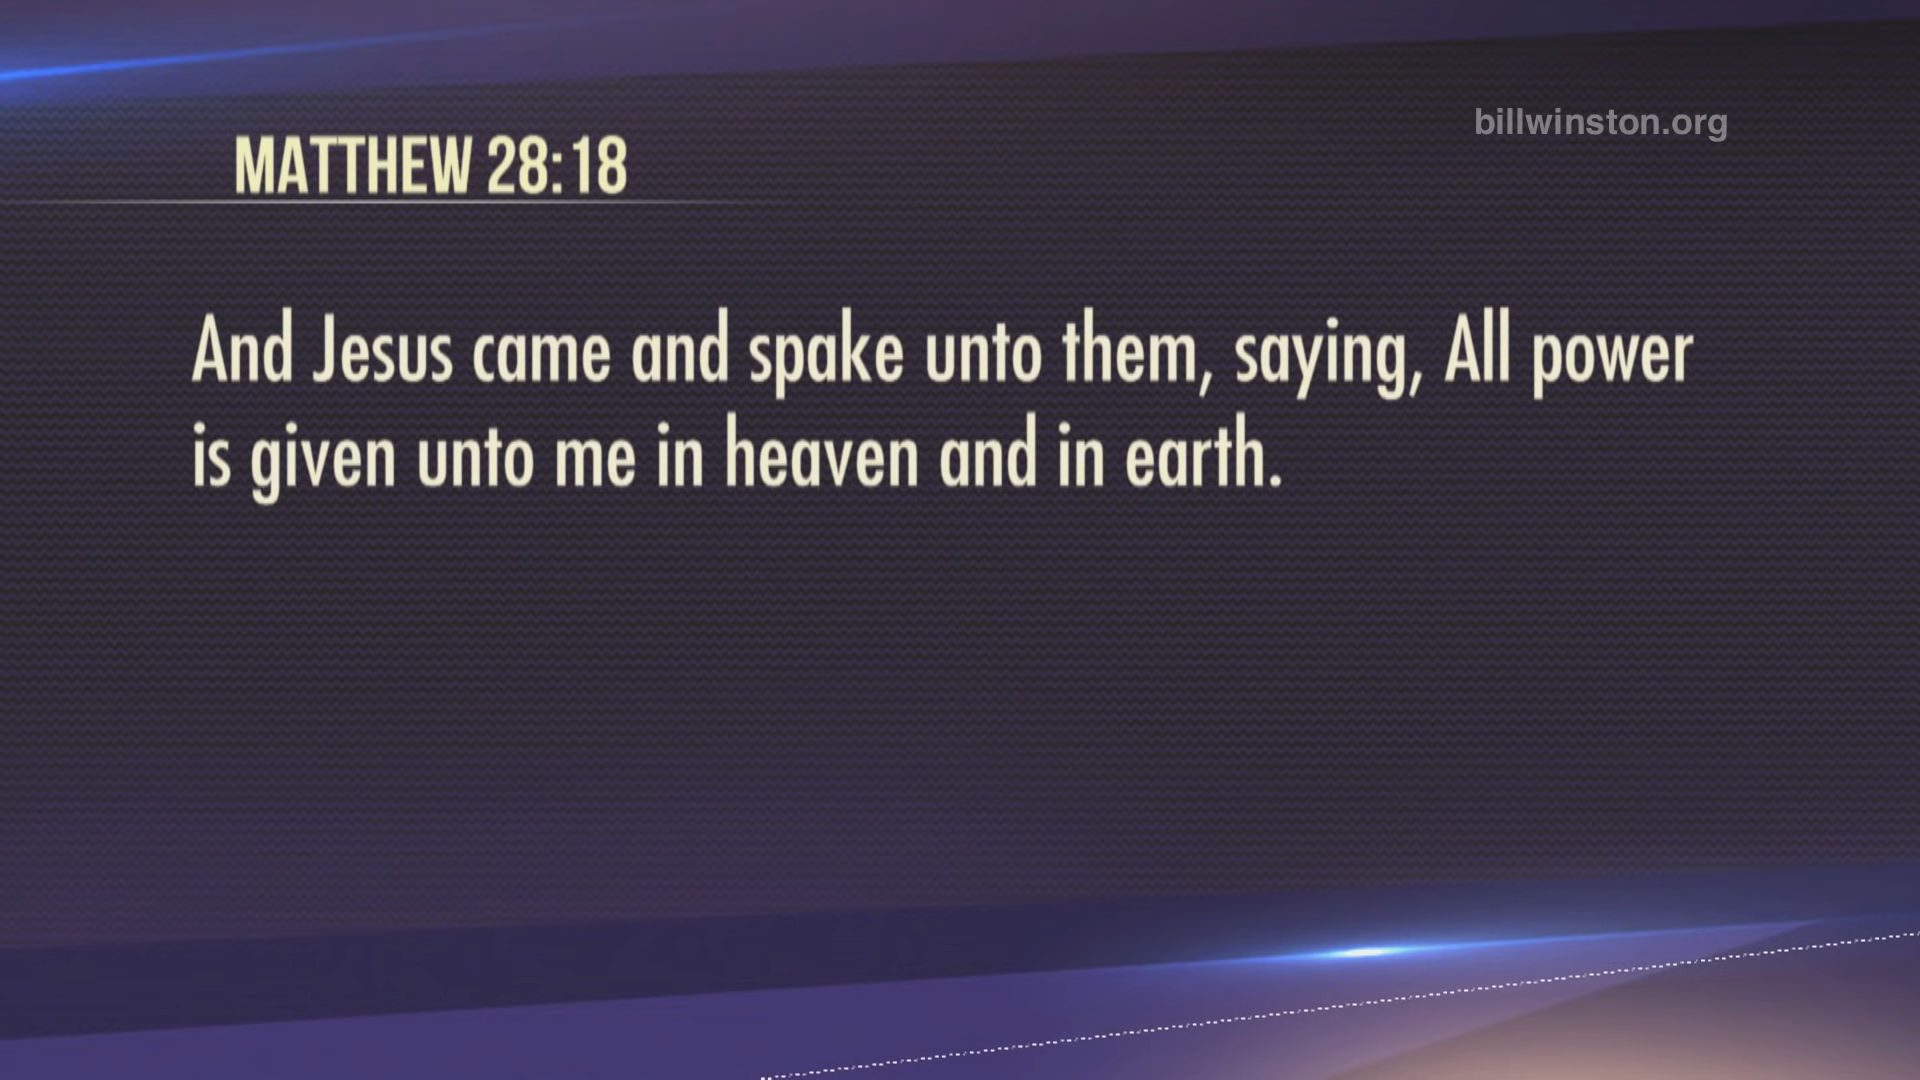 billwinston.org
MATTHEW 28:18
And Jesus came and spake unto them, saying, All power
is given unto me in heaven and in earth.